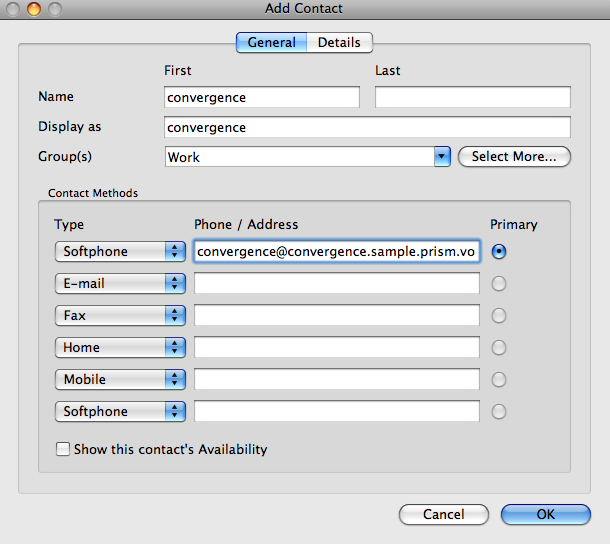 Add Contact
General Details
First Last
Name convergence
Display as convergence
Group(s) Work Select More...
Contact Methods
Type Phone / Address Primary
Softphone convergence@convergence.sample.prism.vo
E-mail
Fax
Home
Mobile
Softphone
Show this contact's Availability
Cancel OK